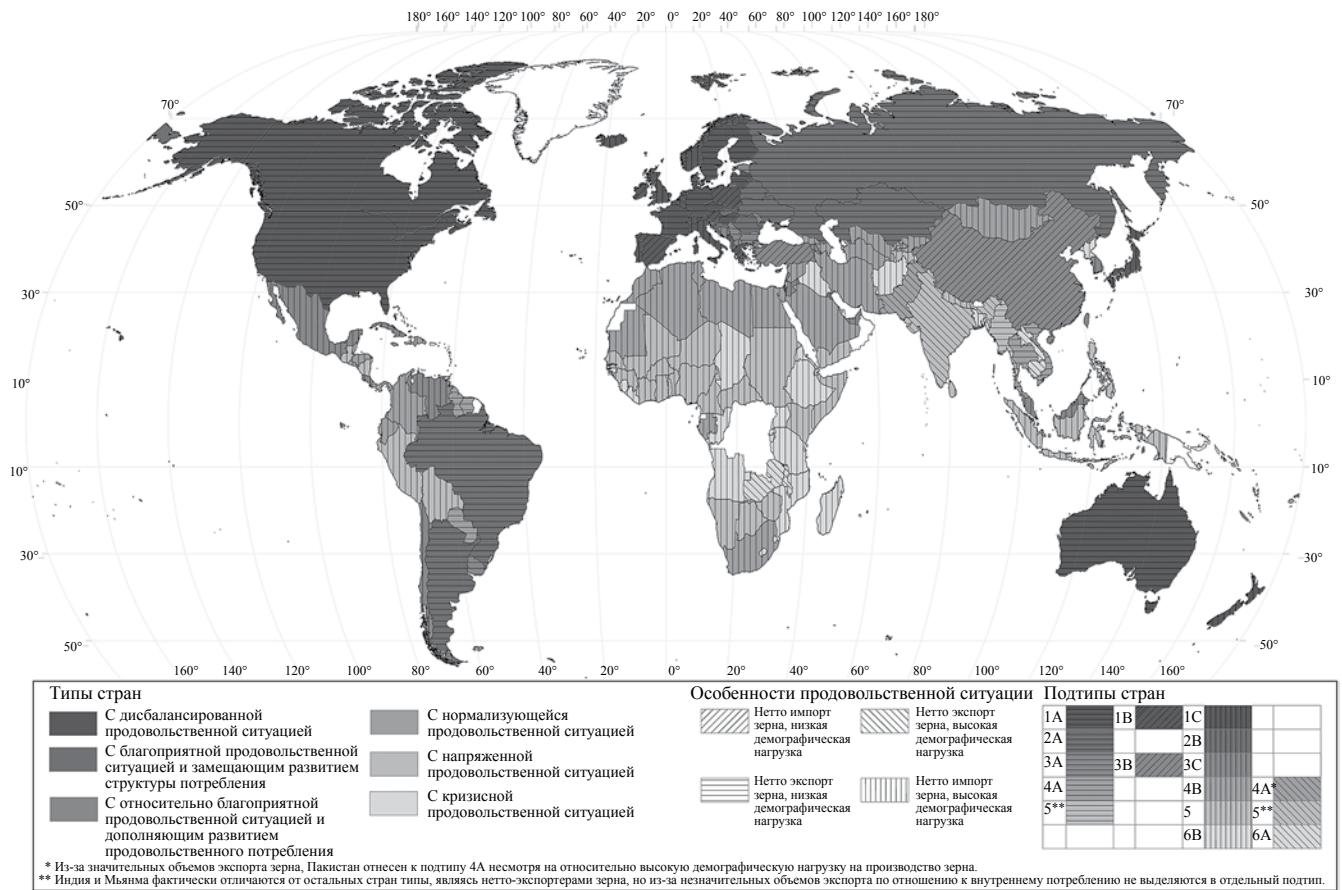 180° 160° 140° 120° 100° 80° 60° 40° 20° 0° 20° 40° 60° 80° 100° 120° 140° 160° 180°
70° 70°
50° 50°
30° 30°
10° 10°
10° 10°
30° 30°
50° 50°
160° 140° 120° 100° 80° 60° 40° 20° 0° 20° 40° 60° 80° 100° 120° 140° 160°
Типы стран
С дисбалансированной
продовольственной ситуацией
С благоприятной продовольственной
ситуацией и замещающим развитием
структуры потребления
С относительно благоприятной
продовольственной ситуацией и
дополняющим развитием
продовольственного потребления
С нормализующейся
продовольственной ситуацией
С напряженной
продовольственной ситуацией
С кризисной
продовольственной ситуацией
Особенности продовольственной ситуации
Нетто импорт
зерна, низкая
демографическая
нагрузка
Нетто экспорт
зерна, высокая
демографическая
нагрузка
Нетто экспорт
зерна, низкая
демографическая
нагрузка
Нетто импорт
зерна, высокая
демографическая
нагрузка
Подтипы стран
1A 1B 1C
2A 2B
3A 3B 3C
4A 4B 4A*
5** 5 5**
6B 6A
* Из-за значительных объемов экспорта зерна, Пакистан отнесен к подтипу 4А несмотря на относительно высокую демографическую нагрузку на производство зерна.
** Индия и Мьянма фактически отличаются от остальных стран типы, являясь нетто-экспортерами зерна, но из-за незначительных объемов экспорта по отношению к внутреннему потреблению не выделяются в отдельный подтип.